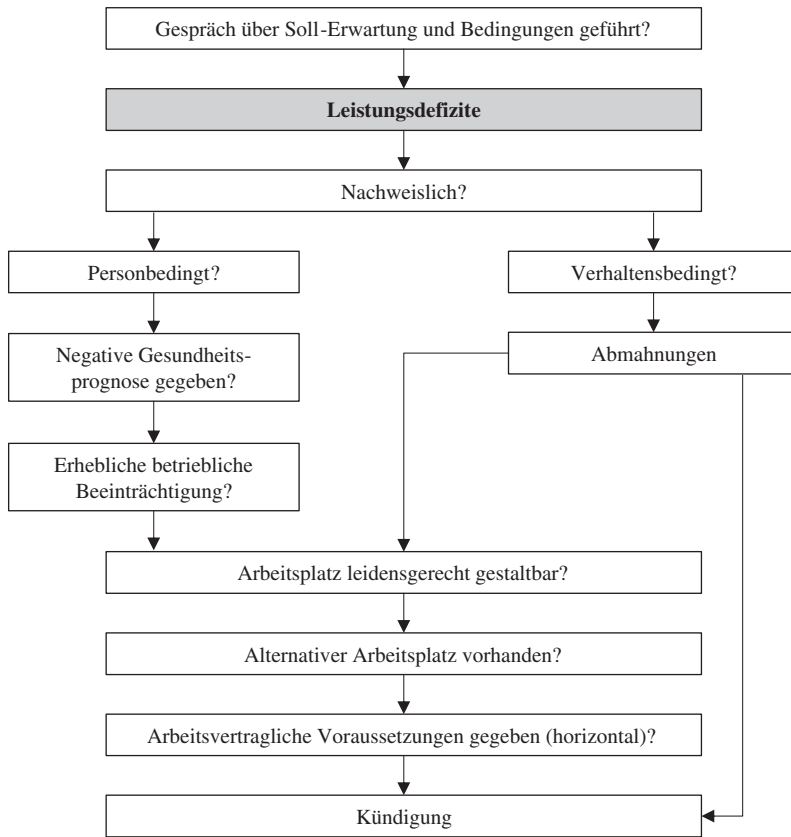 Gespräch über Soll-Erwartung und Bedingungen geführt?
Leistungsdefizite
Nachweislich?
Personbedingt?
Verhaltensbedingt?
Negative Gesundheits-
prognose gegeben?
Abmahnungen
Erhebliche betriebliche
Beeinträchtigung?
Arbeitsplatz leidensgerecht gestaltbar?
Alternativer Arbeitsplatz vorhanden?
Arbeitsvertragliche Voraussetzungen gegeben (horizontal)?
Kündigung